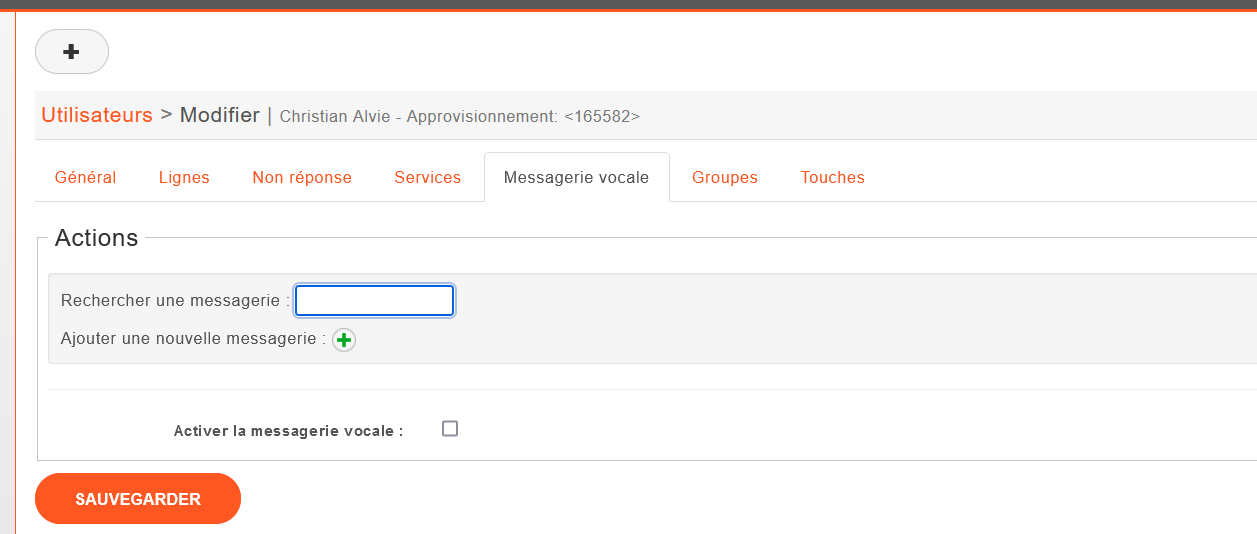 Utilisateurs > Modifier | Christian Alvie - Approvisionnement: <165582>
Général Lignes Non réponse Services Messagerie vocale Groupes Touches
Actions
Rechercher une messagerie :
Ajouter une nouvelle messagerie :
Activer la messagerie vocale :
SAUVEGARDER